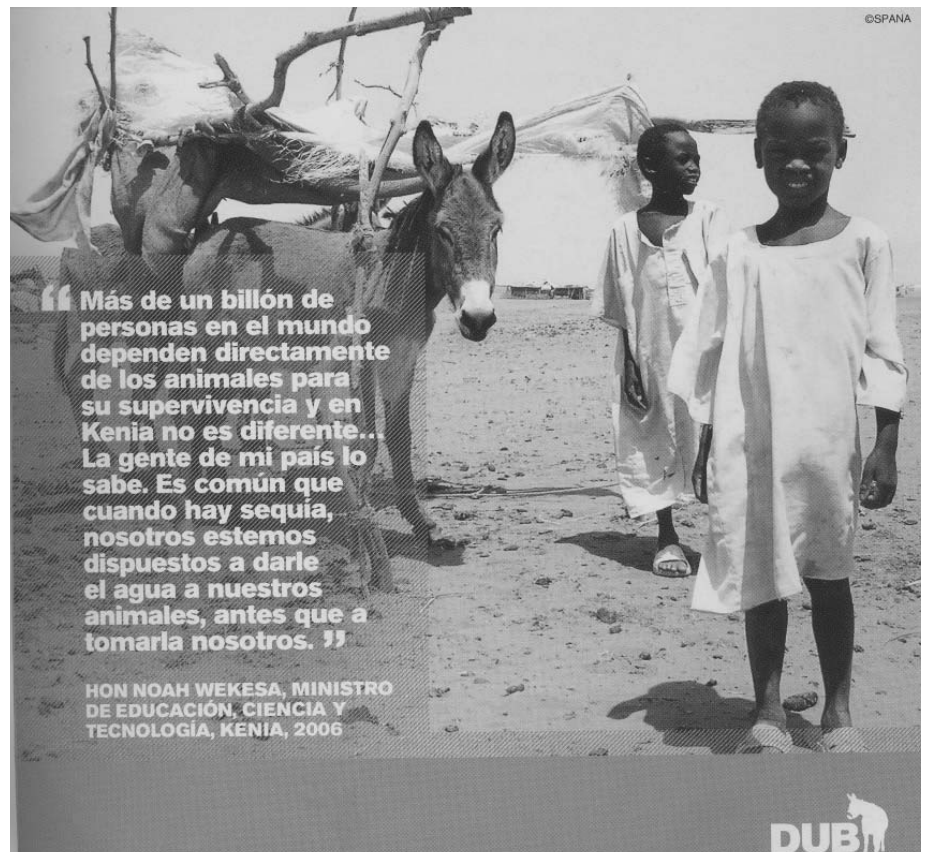 ©SPANA
“ Más de un billón de
personas en el mundo
dependen directamente
de los animales para
su supervivencia y en
Kenia no es diferente...
La gente de mi país lo
sabe. Es común que
cuando hay sequia,
nosotros estemos
dispuestos a darle
el agua a nuestros
animales, antes que a
tomarla nosotros. ”
HON NOAH WEKESA, MINISTRO
DE EDUCACIÓN, CIENCIA Y
TECNOLOGÍA, KENIA, 2006
DUB